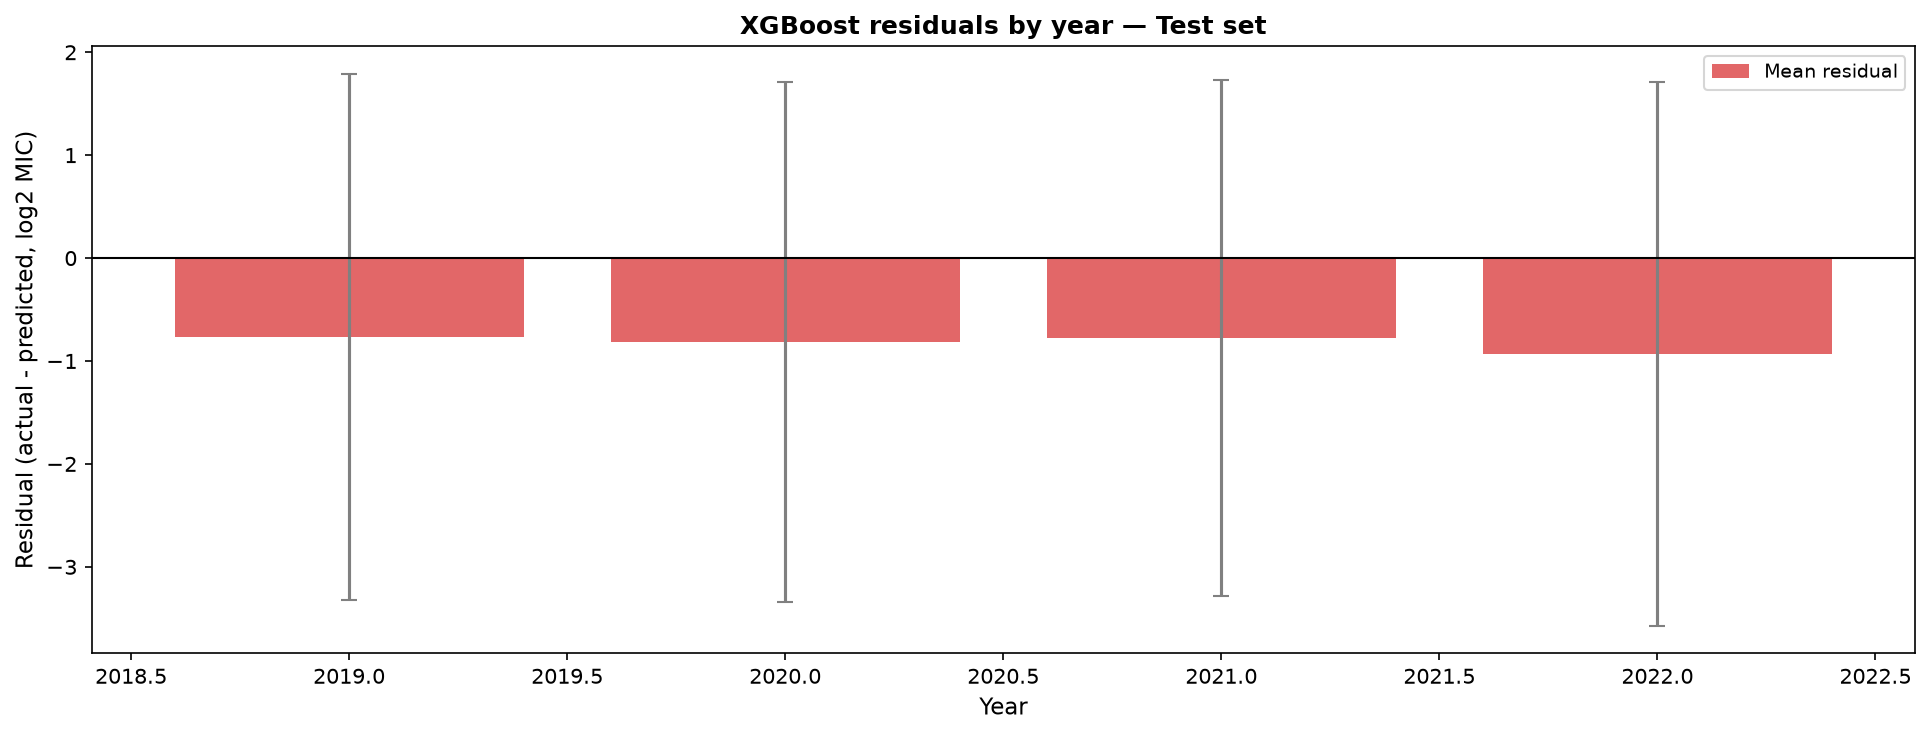 XGBoost residuals by year — Test set
Mean residual
Residual (actual - predicted, log2 MIC)
2
1
0
−1
−2
−3
2018.5 2019.0 2019.5 2020.0 2020.5 2021.0 2021.5 2022.0 2022.5
Year